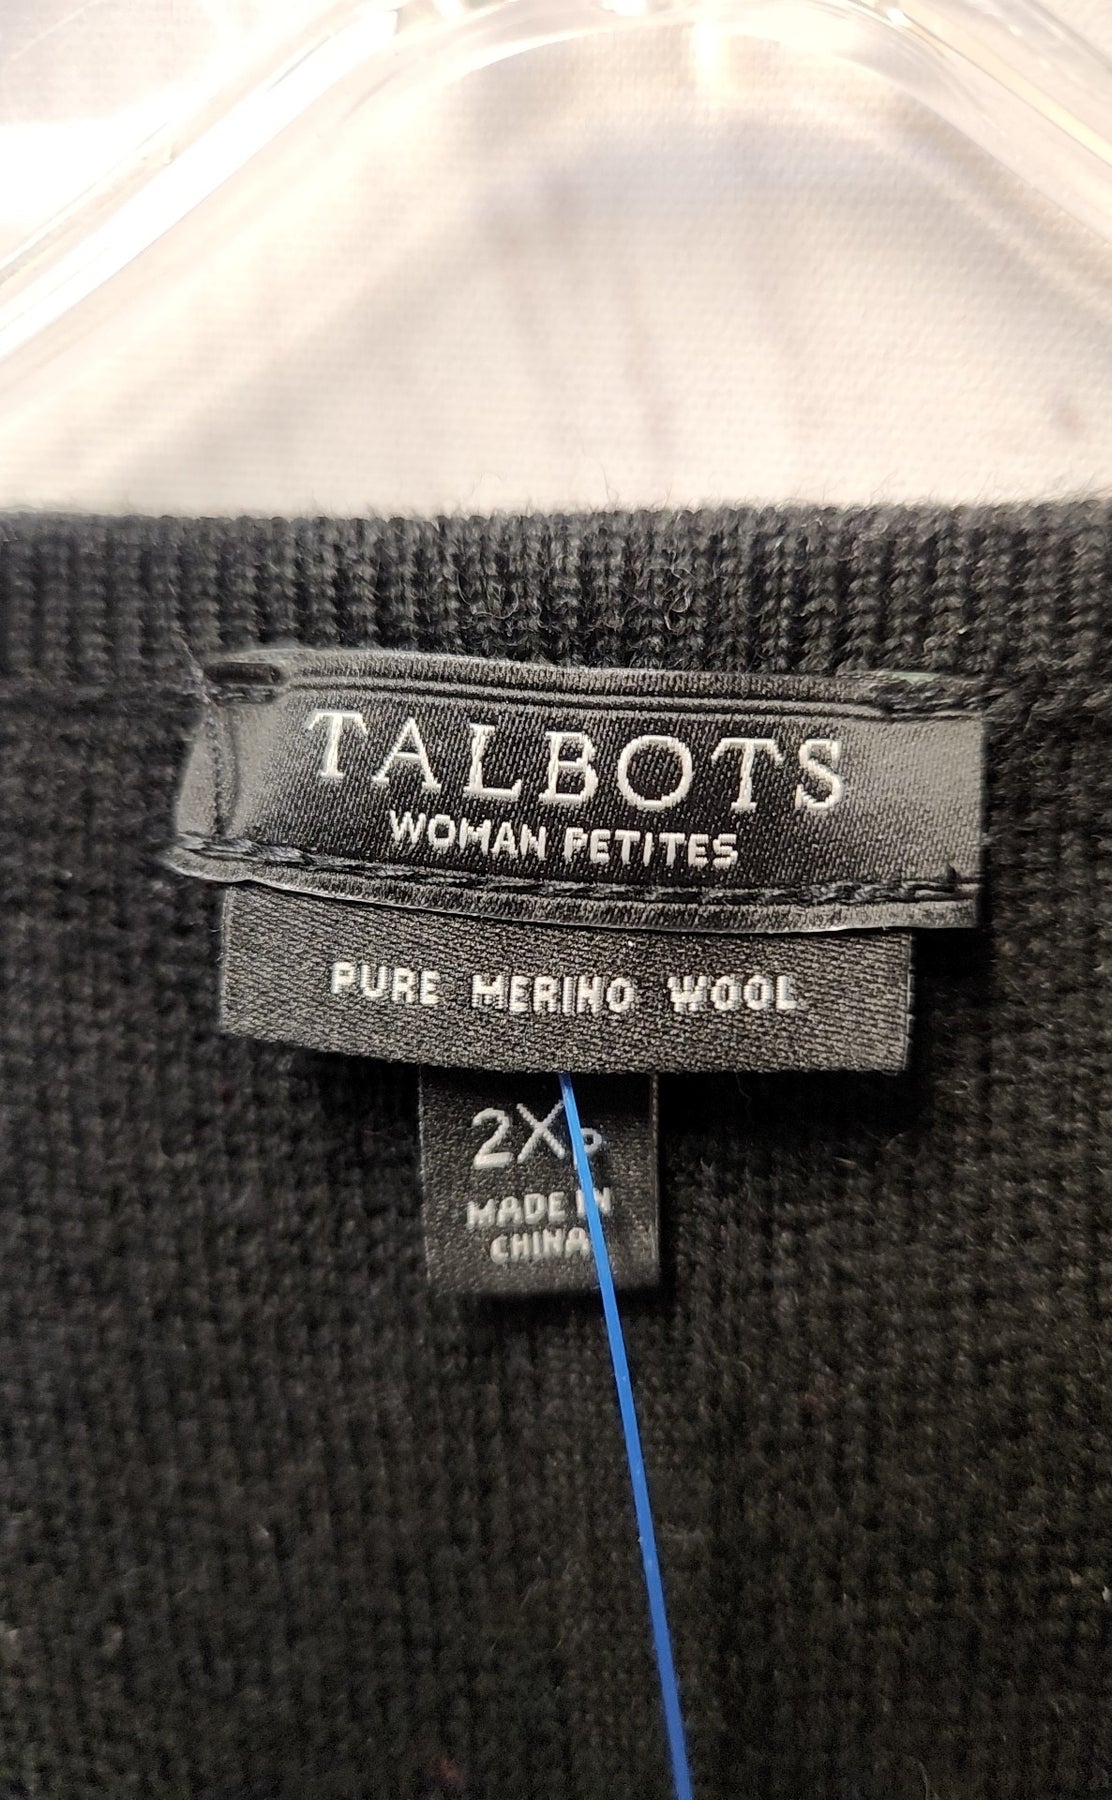 TALBOTS
WOMAN PETITES
PURE MERINO WOOL
2XP
MADE IN
CHINA